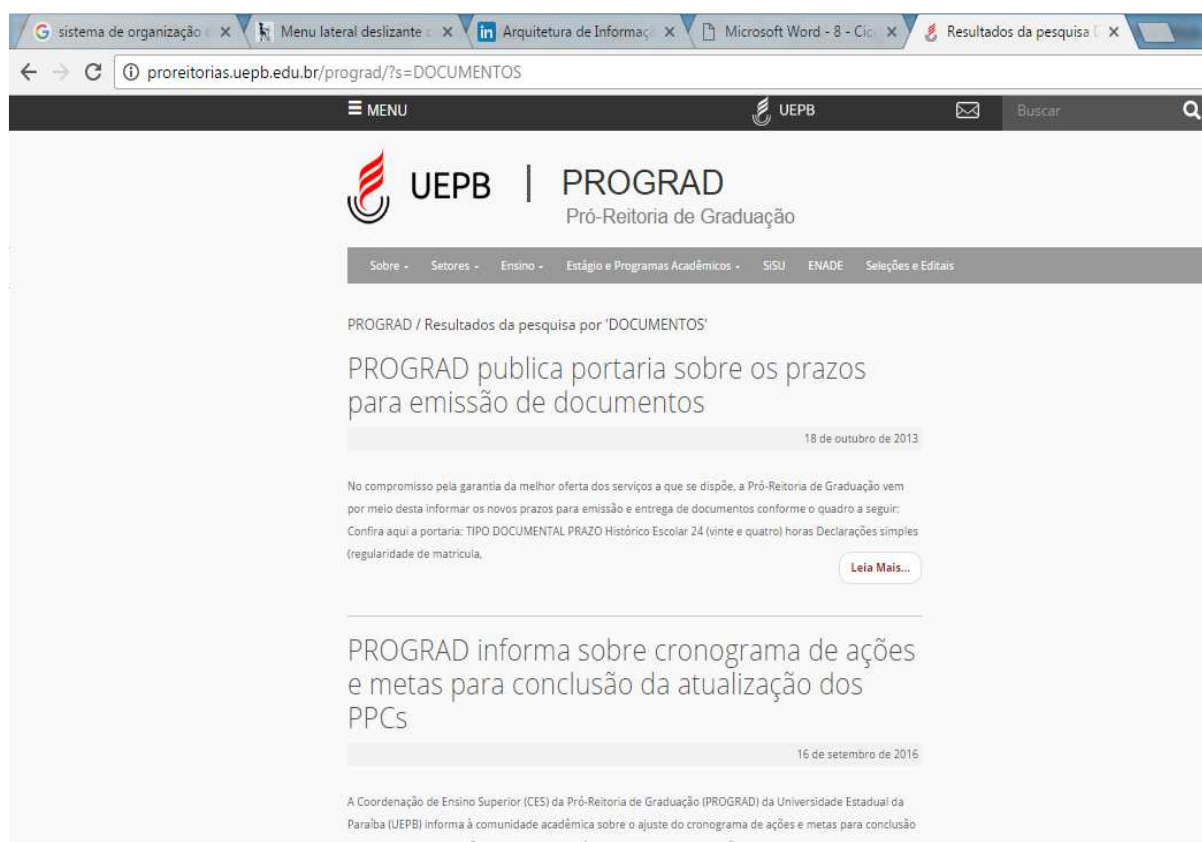 sistema de organização
Menu lateral deslizante
Arquitetura de Informaç
Microsoft Word - 8 - Cic
Resultados da pesquisa
proreitorias.uepb.edu.br/prograd/?s=DOCUMENTOS
MENU
UEPB
Buscar
UEPB | PROGRAD
Pró-Reitoria de Graduação
Sobre Setores Ensino Estágio e Programas Acadêmicos SiSU ENADE Seleções e Editais
PROGRAD / Resultados da pesquisa por 'DOCUMENTOS'
PROGRAD publica portaria sobre os prazos
para emissão de documentos
18 de outubro de 2013
No compromisso pela garantia da melhor oferta dos serviços a que se dispõe, a Pró-Reitoria de Graduação vem
por meio desta informar os novos prazos para emissão e entrega de documentos conforme o quadro a seguir:
Confira aqui a portaria: TIPO DOCUMENTAL PRAZO Histórico Escolar 24 (vinte e quatro) horas Declarações simples
(regularidade de matricula,
Leia Mais...
PROGRAD informa sobre cronograma de ações
e metas para conclusão da atualização dos
PPCs
16 de setembro de 2016
A Coordenação de Ensino Superior (CES) da Pró-Reitoria de Graduação (PROGRAD) da Universidade Estadual da
Paraíba (UEPB) informa à comunidade acadêmica sobre o ajuste do cronograma de ações e metas para conclusão